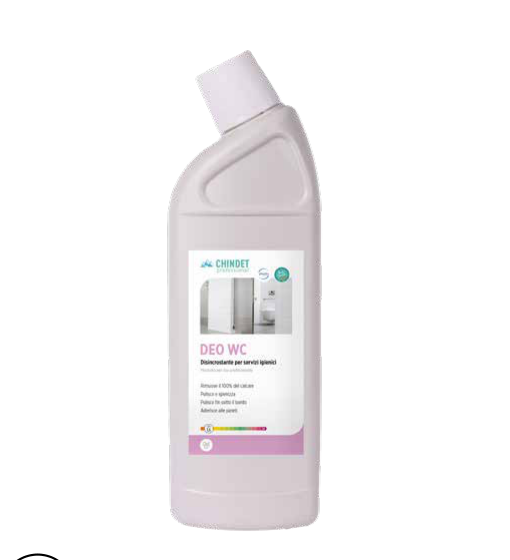 CHINDET
professional
DEO WC
Disincrostante per servizi igienici
Rimuove il 100% del calcare
Pulisce e igienizza
Pulisce fin sotto il bordo
Aderisce alle pareti